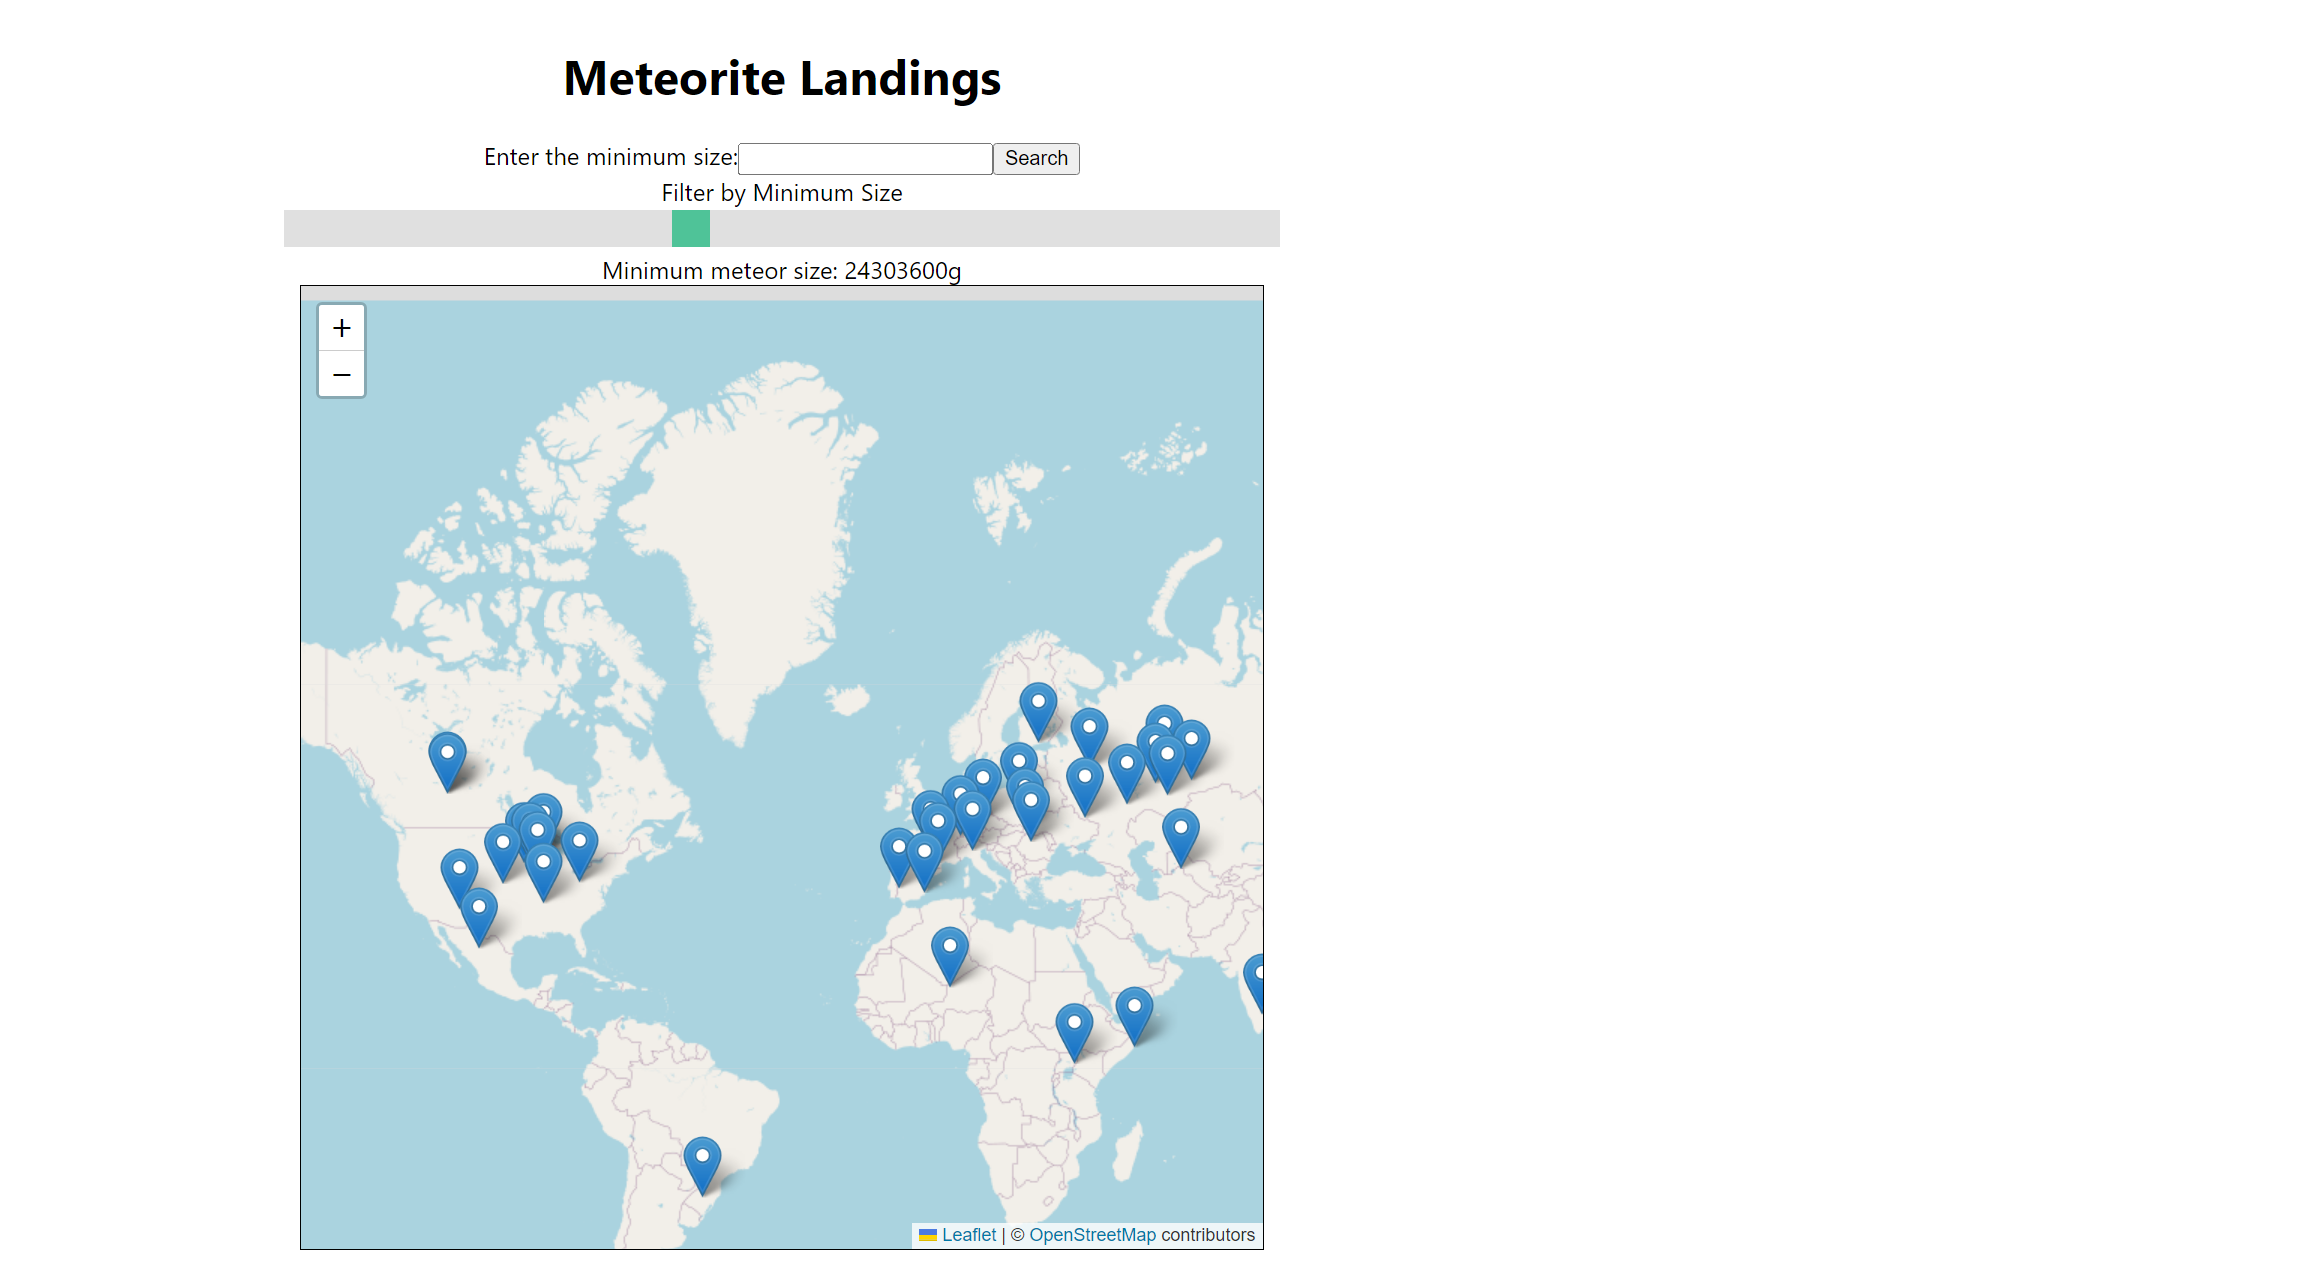 Meteorite Landings
Enter the minimum size: Search
Filter by Minimum Size
Minimum meteor size: 24303600g
+
−
Leaflet | © OpenStreetMap contributors